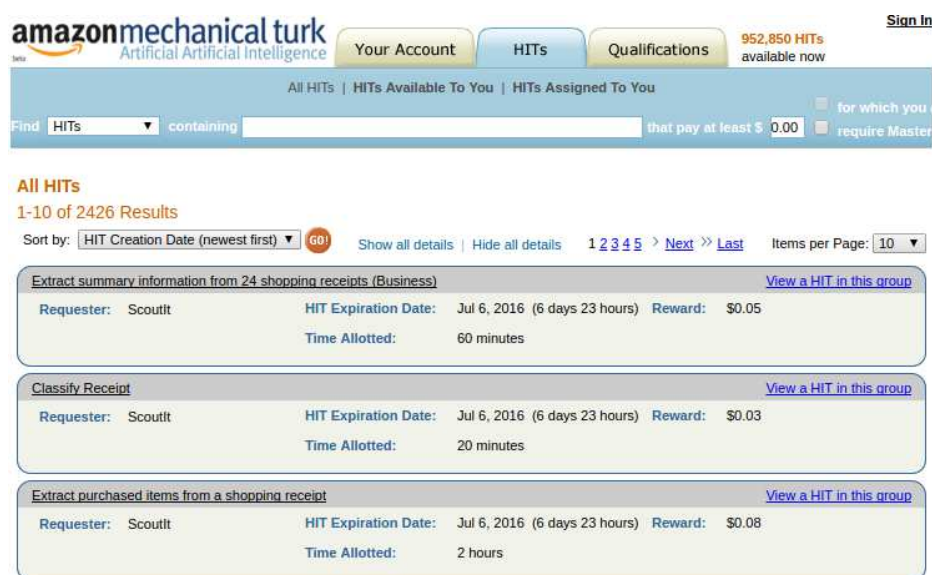 Sign In
amazonmechanical turk
beta
Artificial Artificial Intelligence
Your Account
HITs
Qualifications
952,850 HITs
available now
All HITs | HITs Available To You | HITs Assigned To You
for which you
Find HITs containing that pay at least $ 0.00 require Master
All HITs
1-10 of 2426 Results
Sort by: HIT Creation Date (newest first) GO! Show all details | Hide all details 1 2 3 4 5 › Next » Last Items per Page: 10
Extract summary information from 24 shopping receipts (Business) View a HIT in this group
Requester: ScoutIt HIT Expiration Date: Jul 6, 2016 (6 days 23 hours) Reward: $0.05
Time Allotted: 60 minutes
Classify Receipt View a HIT in this group
Requester: ScoutIt HIT Expiration Date: Jul 6, 2016 (6 days 23 hours) Reward: $0.03
Time Allotted: 20 minutes
Extract purchased items from a shopping receipt View a HIT in this group
Requester: ScoutIt HIT Expiration Date: Jul 6, 2016 (6 days 23 hours) Reward: $0.08
Time Allotted: 2 hours